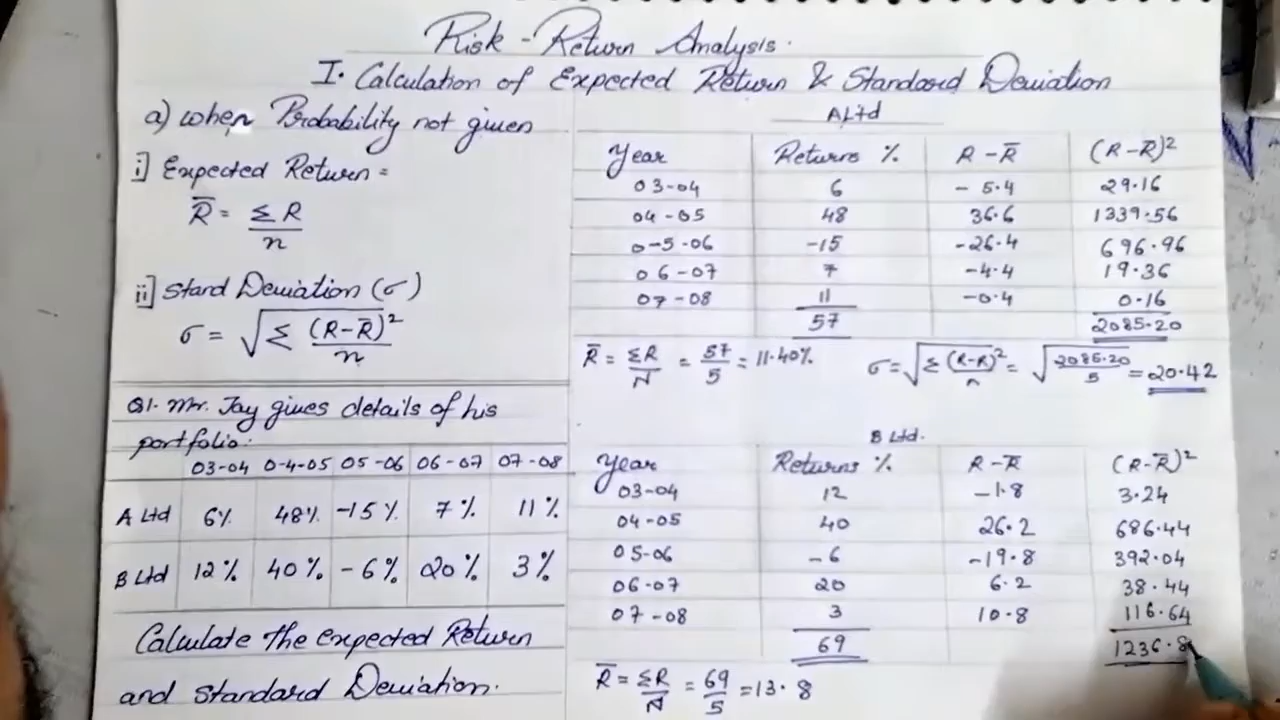 Risk - Return Analysis.
I. Calculation of Expected Return & Standard Deviation
a) when Probability not given
i] Expected Return =
R̅ = ΣR / n
ii] Stand Deviation (σ)
σ = √Σ (R-R̅)² / n
Q1. Mr. Jay gives details of his
portfolio:
03-04 0-4-05 05-06 06-07 07-08
A Ltd 6% 48% -15% 7% 11%
B Ltd 12% 40% -6% 20% 3%
Calculate the expected Return
and Standard Deviation.
A Ltd
Year Returns % R-R̅ (R-R̅)²
03-04 6 -5.4 29.16
04-05 48 36.6 1339.56
0-5-06 -15 -26.4 696.96
06-07 7 -4.4 19.36
07-08 11 -0.4 0.16
57 2085.20
R̅ = ΣR / N = 57 / 5 = 11.40% σ = √Σ (R-R)² / n = √2085.20 / 5 = 20.42
B Ltd.
Year Returns % R-R̅ (R-R̅)²
03-04 12 -1.8 3.24
04-05 40 26.2 686.44
05-06 -6 -19.8 392.04
06-07 20 6.2 38.44
07-08 3 10.8 116.64
69 1236.8
R̅ = ΣR / N = 69 / 5 = 13.8